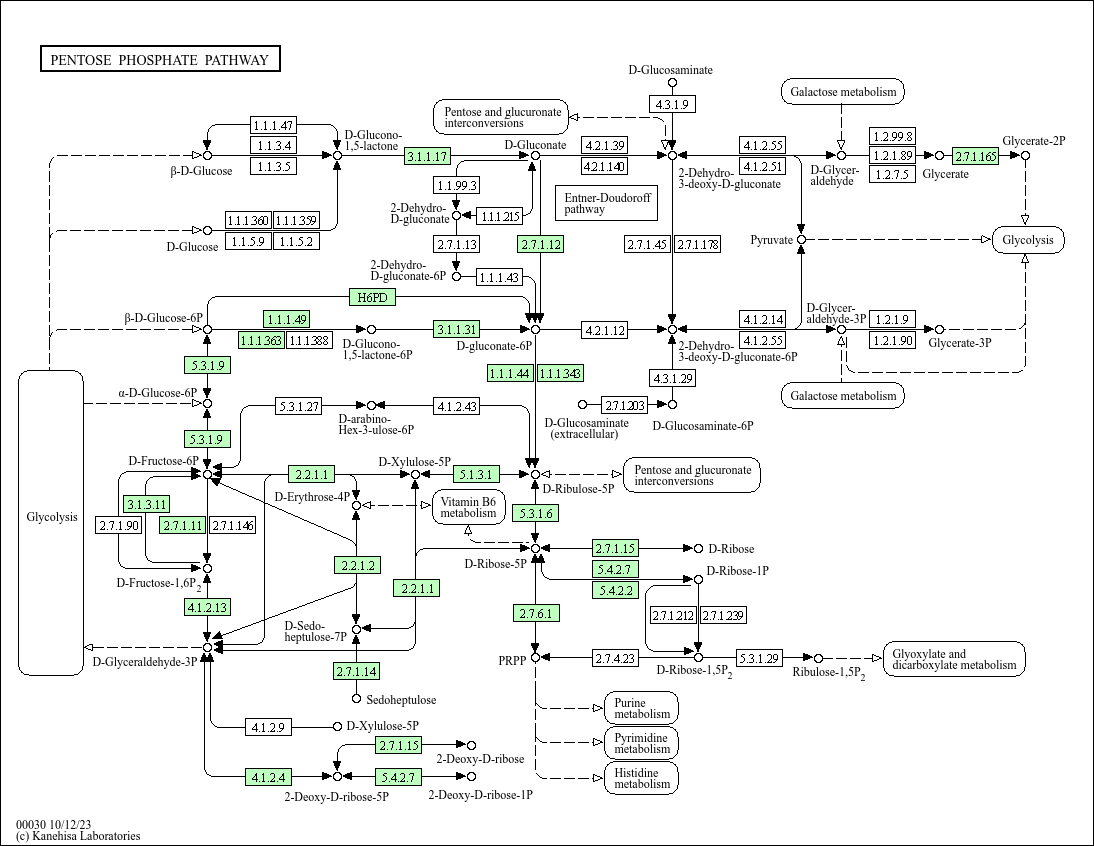 PENTOSE PHOSPHATE PATHWAY
D-Glucosaminate
4.3.1.9
Galactose metabolism
Pentose and glucuronate
interconversions
1.1.1.47
1.1.3.4
1.1.3.5
β-D-Glucose
D-Glucono-
1,5-lactone
3.1.1.17
D-Gluconate
4.2.1.39
4.2.1.140
2-Dehydro-
3-deoxy-D-gluconate
4.1.2.55
4.1.2.51
D-Glycer-
aldehyde
1.2.99.8
1.2.1.89
1.2.7.5
Glycerate
2.7.1.165
Glycerate-2P
1.1.99.3
2-Dehydro-
D-gluconate
1.1.1.215
Entner-Doudoroff
pathway
1.1.1.360
1.1.1.359
1.1.5.9
1.1.5.2
D-Glucose
2.7.1.13
2.7.1.12
2.7.1.45
2.7.1.178
Pyruvate
Glycolysis
2-Dehydro-
D-gluconate-6P
1.1.1.43
H6PD
β-D-Glucose-6P
1.1.1.49
1.1.1.363
1.1.1.388
D-Glucono-
1,5-lactone-6P
3.1.1.31
D-gluconate-6P
4.2.1.12
2-Dehydro-
3-deoxy-D-gluconate-6P
4.1.2.14
4.1.2.55
D-Glycer-
aldehyde-3P
1.2.1.9
1.2.1.90
Glycerate-3P
5.3.1.9
1.1.1.44
1.1.1.343
4.3.1.29
Galactose metabolism
α-D-Glucose-6P
5.3.1.27
D-arabino-
Hex-3-ulose-6P
4.1.2.43
2.7.1.203
D-Glucosaminate
(extracellular)
D-Glucosaminate-6P
5.3.1.9
D-Fructose-6P
2.2.1.1
D-Xylulose-5P
5.1.3.1
D-Ribulose-5P
Pentose and glucuronate
interconversions
D-Erythrose-4P
Vitamin B6
metabolism
Glycolysis
3.1.3.11
2.7.1.90
2.7.1.11
2.7.1.146
5.3.1.6
D-Ribose-5P
2.7.1.15
D-Ribose
5.4.2.7
5.4.2.2
D-Ribose-1P
2.2.1.2
2.2.1.1
D-Fructose-1,6P2
4.1.2.13
2.7.6.1
2.7.1.212
2.7.1.239
D-Sedo-
heptulose-7P
D-Glyceraldehyde-3P
2.7.1.14
Sedoheptulose
PRPP
2.7.4.23
D-Ribose-1,5P2
5.3.1.29
Ribulose-1,5P2
Glyoxylate and
dicarboxylate metabolism
Purine
metabolism
4.1.2.9
D-Xylulose-5P
2.7.1.15
2-Deoxy-D-ribose
Pyrimidine
metabolism
4.1.2.4
2-Deoxy-D-ribose-5P
5.4.2.7
2-Deoxy-D-ribose-1P
Histidine
metabolism
00030 10/12/23
(c) Kanehisa Laboratories